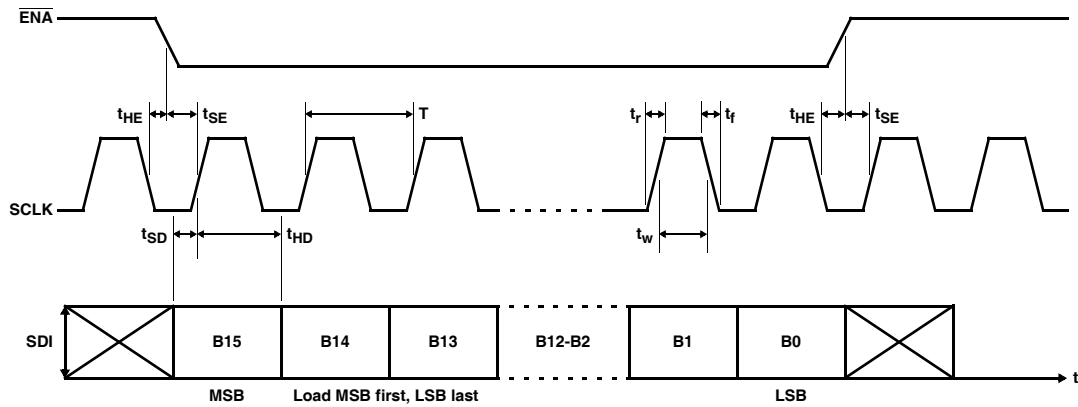 ENA
tHE tSE T tr tf tHE tSE
SCLK
tSD tHD tw
SDI B15 B14 B13 B12-B2 B1 B0 t
MSB Load MSB first, LSB last LSB